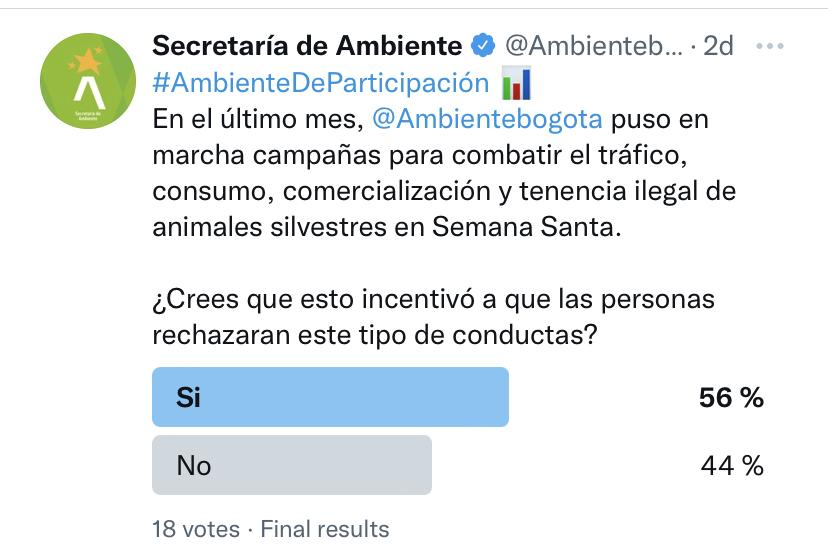 Secretaría de Ambiente @Ambienteb... · 2d
#AmbienteDeParticipación
En el último mes, @Ambientebogota puso en
marcha campañas para combatir el tráfico,
consumo, comercialización y tenencia ilegal de
animales silvestres en Semana Santa.
¿Crees que esto incentivó a que las personas
rechazaran este tipo de conductas?
Si 56 %
No 44 %
18 votes · Final results